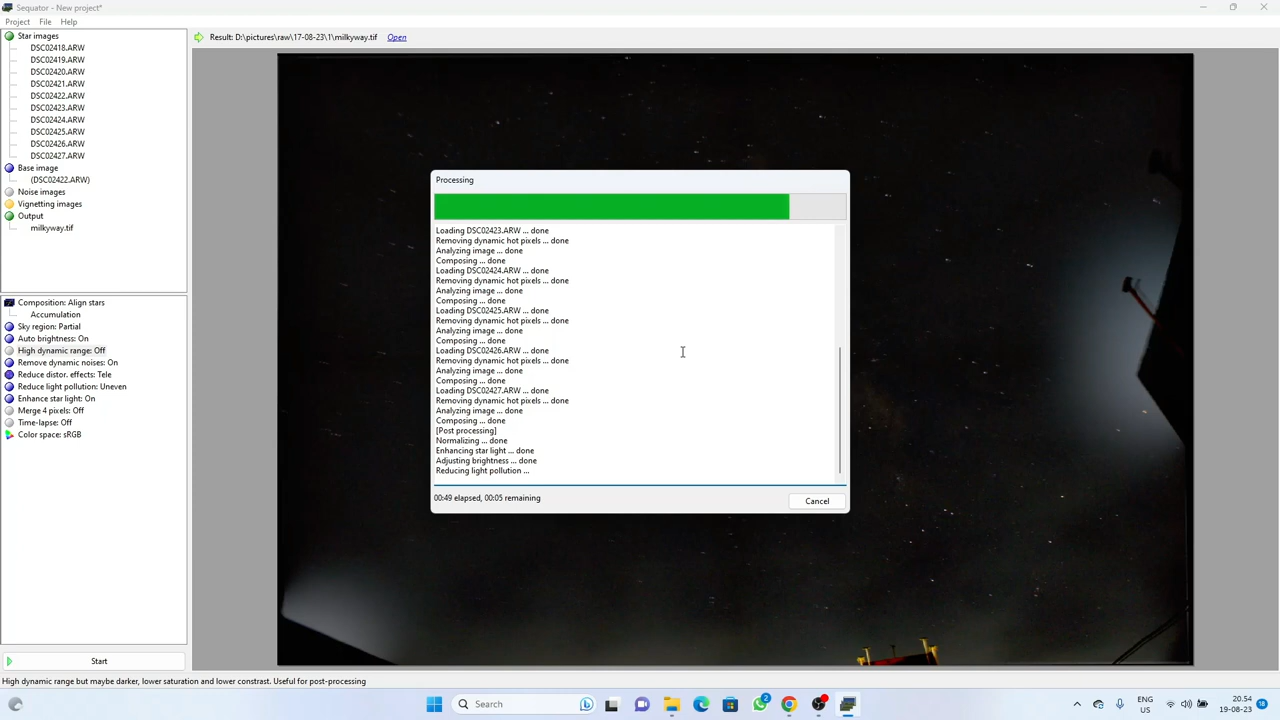 Sequator - New project*
Project File Help
Star images
DSC02418.ARW
DSC02419.ARW
DSC02420.ARW
DSC02421.ARW
DSC02422.ARW
DSC02423.ARW
DSC02424.ARW
DSC02425.ARW
DSC02426.ARW
DSC02427.ARW
Base image
(DSC02422.ARW)
Noise images
Vignetting images
Output
milkyway.tif
Composition: Align stars
Accumulation
Sky region: Partial
Auto brightness: On
High dynamic range: Off
Remove dynamic noises: On
Reduce distor. effects: Tele
Reduce light pollution: Uneven
Enhance star light: On
Merge 4 pixels: Off
Time-lapse: Off
Color space: sRGB
Start
Result: D:\pictures\raw\17-08-23\1\milkyway.tif Open
Processing
Loading DSC02423.ARW ... done
Removing dynamic hot pixels ... done
Analyzing image ... done
Composing ... done
Loading DSC02424.ARW ... done
Removing dynamic hot pixels ... done
Analyzing image ... done
Composing ... done
Loading DSC02425.ARW ... done
Removing dynamic hot pixels ... done
Analyzing image ... done
Composing ... done
Loading DSC02426.ARW ... done
Removing dynamic hot pixels ... done
Analyzing image ... done
Composing ... done
Loading DSC02427.ARW ... done
Removing dynamic hot pixels ... done
Analyzing image ... done
Composing ... done
[Post processing]
Normalizing ... done
Enhancing star light ... done
Adjusting brightness ... done
Reducing light pollution ...
00:49 elapsed, 00:05 remaining
Cancel
High dynamic range but maybe darker, lower saturation and lower constrast. Useful for post-processing
Search
2
ENG
US
20.54
19-08-23
18